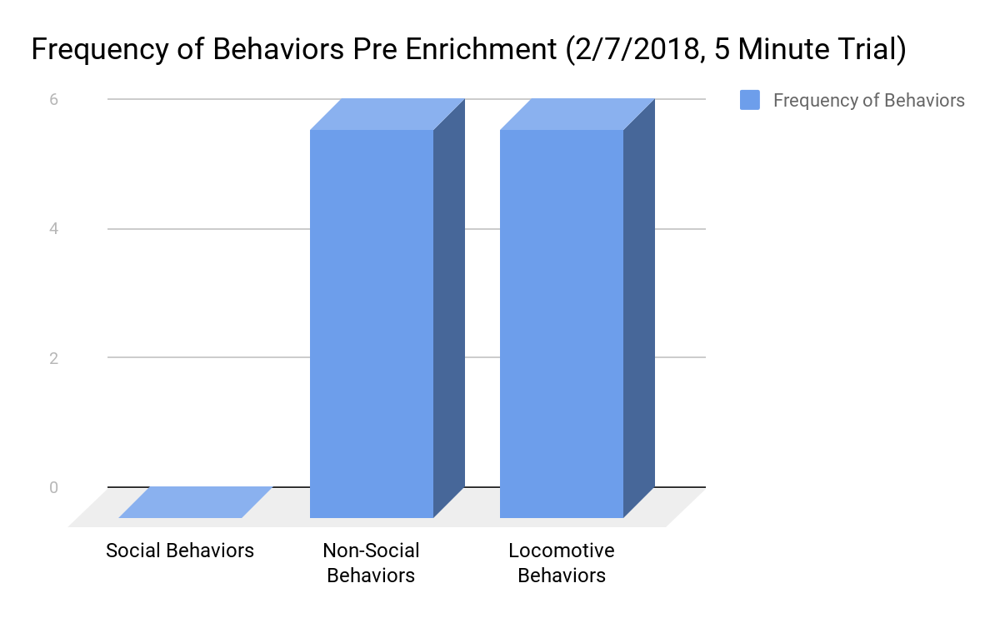 Frequency of Behaviors Pre Enrichment (2/7/2018, 5 Minute Trial)
Frequency of Behaviors
6
4
2
0
Social Behaviors
Non-Social
Behaviors
Locomotive
Behaviors